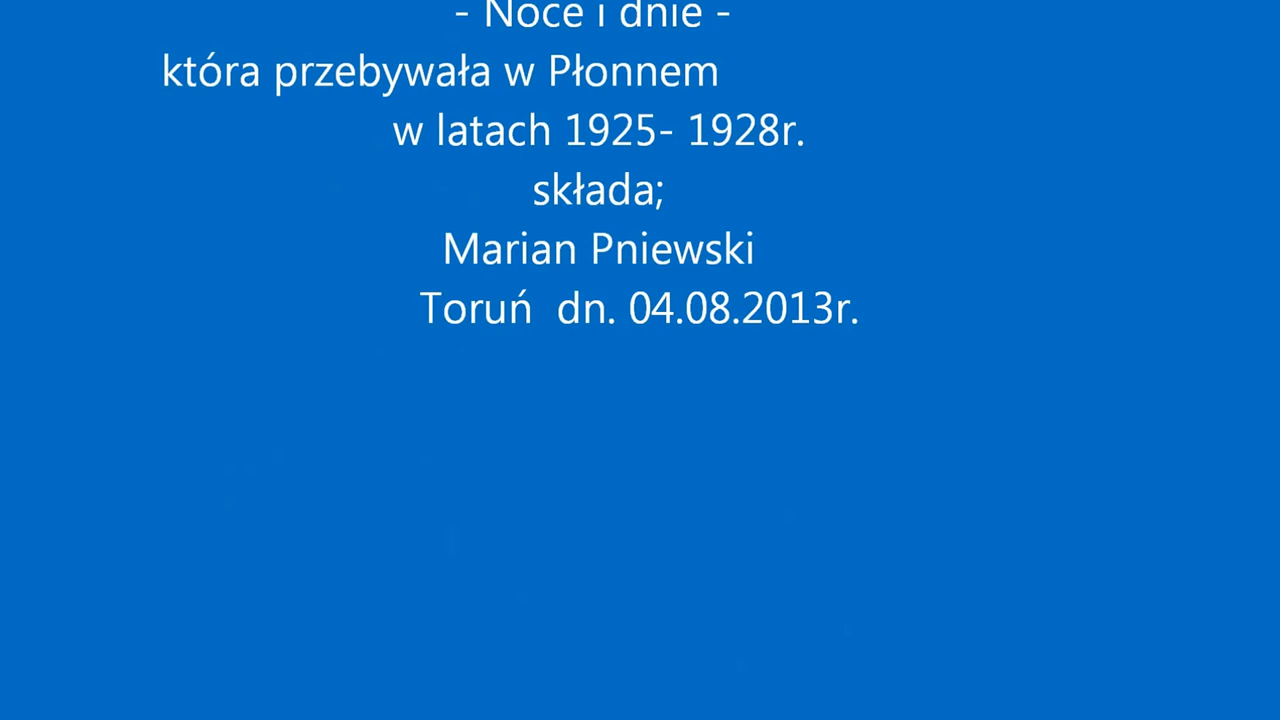 - Noce i dnie -
która przebywała w Płonnem
w latach 1925- 1928r.
składa;
Marian Pniewski
Toruń  dn. 04.08.2013r.